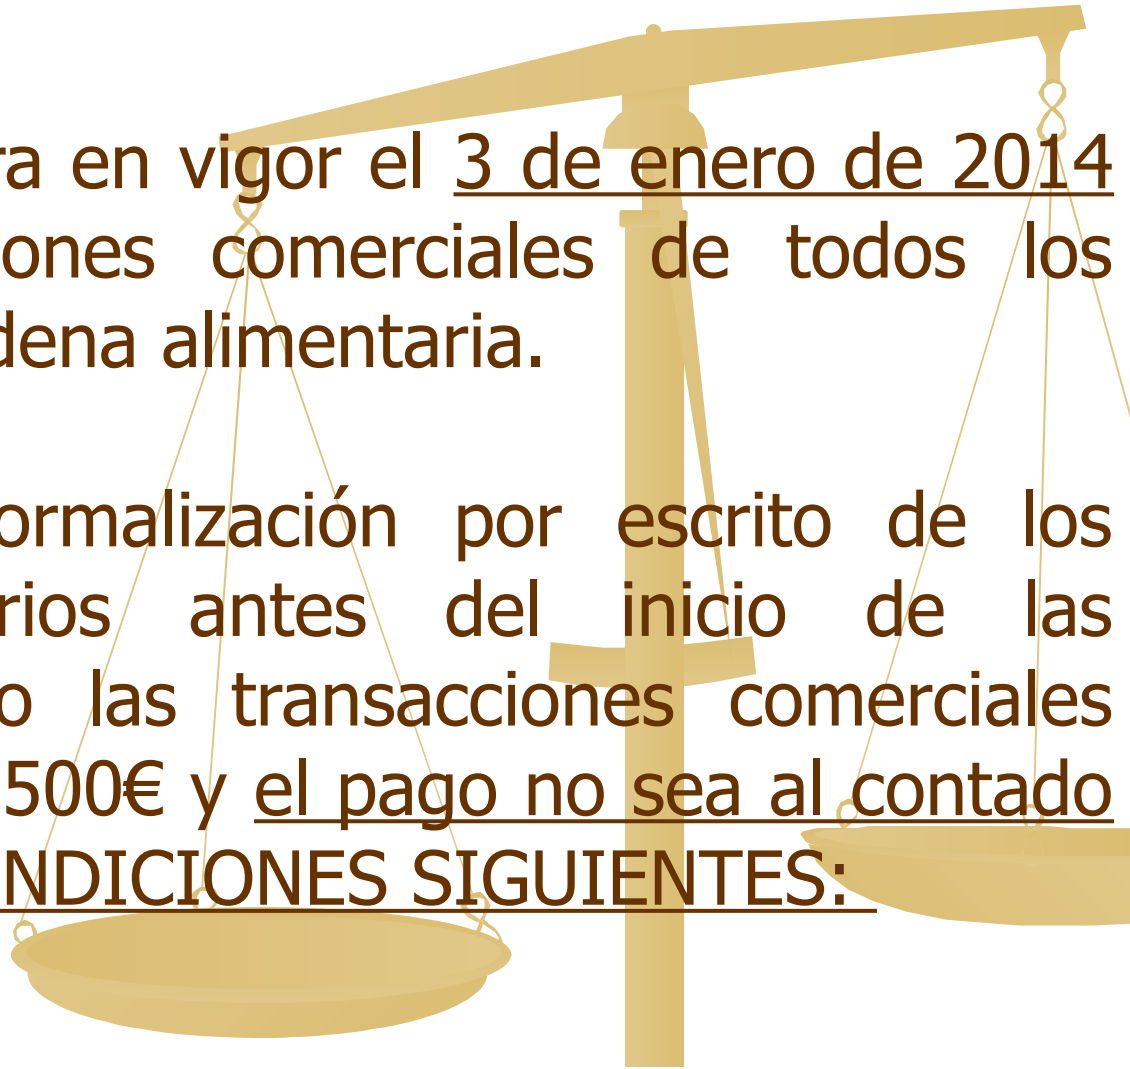 ra en vigor el 3 de enero de 2014
ones comerciales de todos los
dena alimentaria.
ormalización por escrito de los
rios antes del inicio de las
o las transacciones comerciales
500€ y el pago no sea al contado
NDICIONES SIGUIENTES: